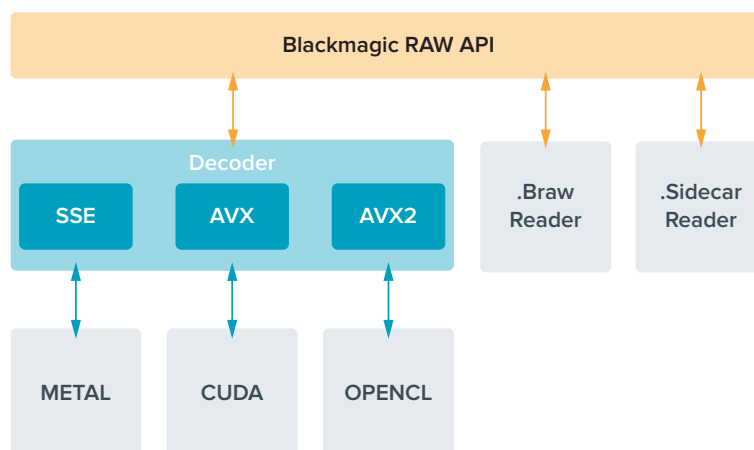 Blackmagic RAW API
Decoder
SSE
AVX
AVX2
.Braw
Reader
.Sidecar
Reader
METAL
CUDA
OPENCL